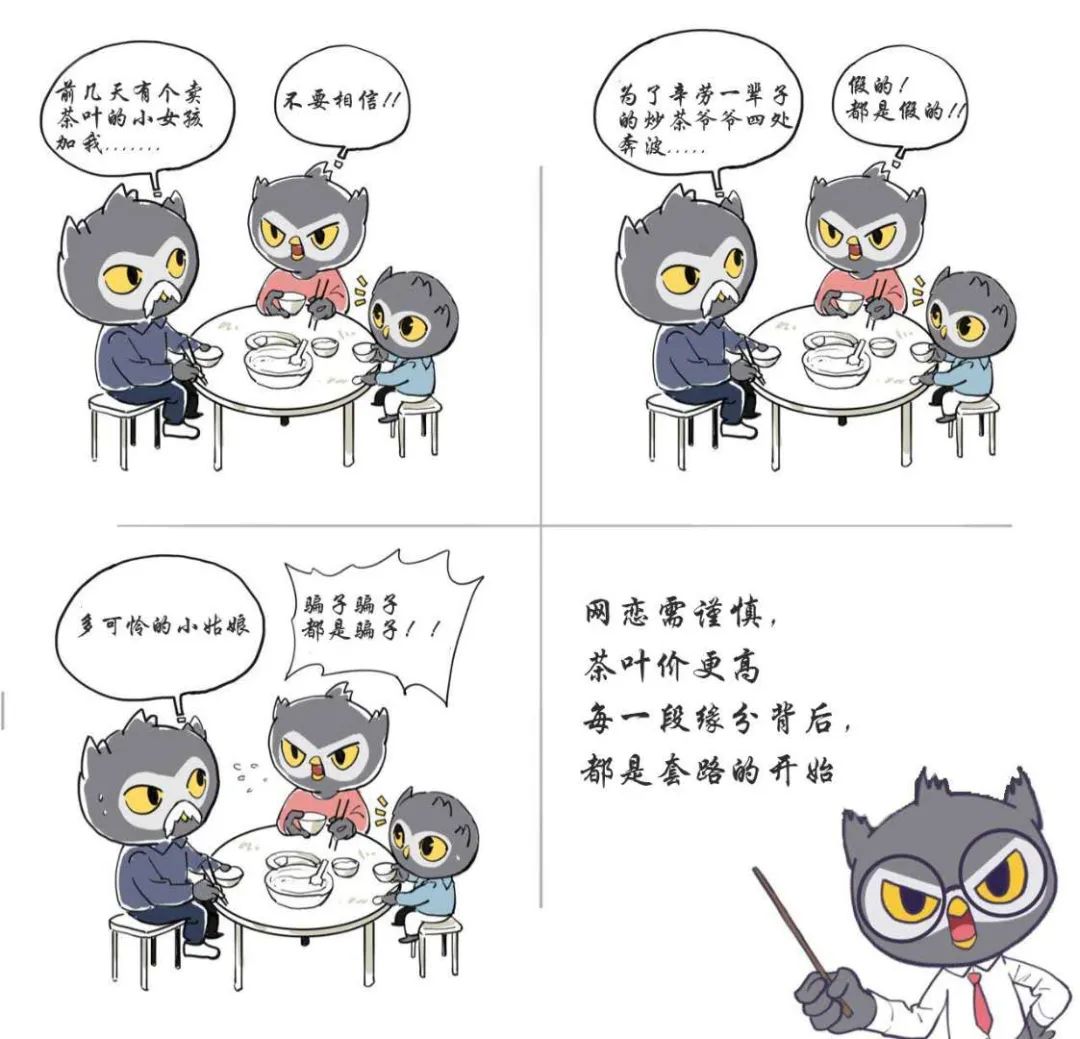 前几天有个卖
茶叶的小女孩
加我.......
不要相信!!
为了辛劳一辈子
的炒茶爷爷四处
奔波.....
假的!
都是假的!!
多可怜的小姑娘
骗子骗子
都是骗子！！
网恋需谨慎，
茶叶价更高
每一段缘分背后，
都是套路的开始